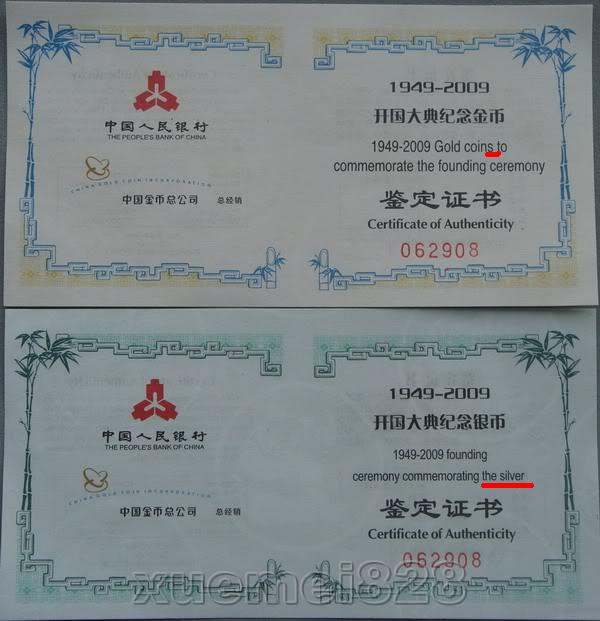 中国人民银行
THE PEOPLE'S BANK OF CHINA
CHINA GOLD COIN INCORPORATION
中国金币总公司 总经销
1949-2009
开国大典纪念金币
1949-2009 Gold coins to
commemorate the founding ceremony
鉴定证书
Certificate of Authenticity
062908
中国人民银行
THE PEOPLE'S BANK OF CHINA
CHINA GOLD COIN INCORPORATION
中国金币总公司 总经销
1949-2009
开国大典纪念银币
1949-2009 founding
ceremony commemorating the silver
鉴定证书
Certificate of Authenticity
062908
xuemei828